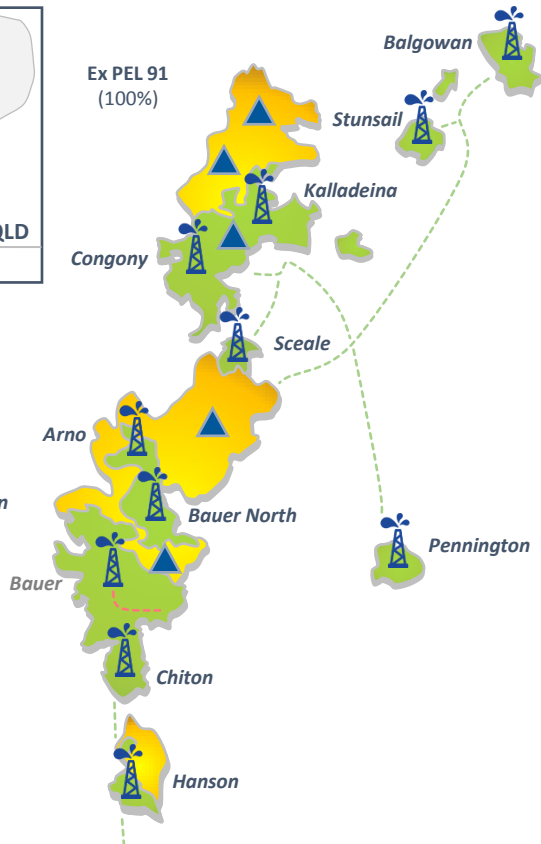 Balgowan
Ex PEL 91
(100%)
Stunsail
Kalladeina
QLD
Congony
Sceale
Arno
Bauer North
Pennington
Bauer
Chiton
Hanson